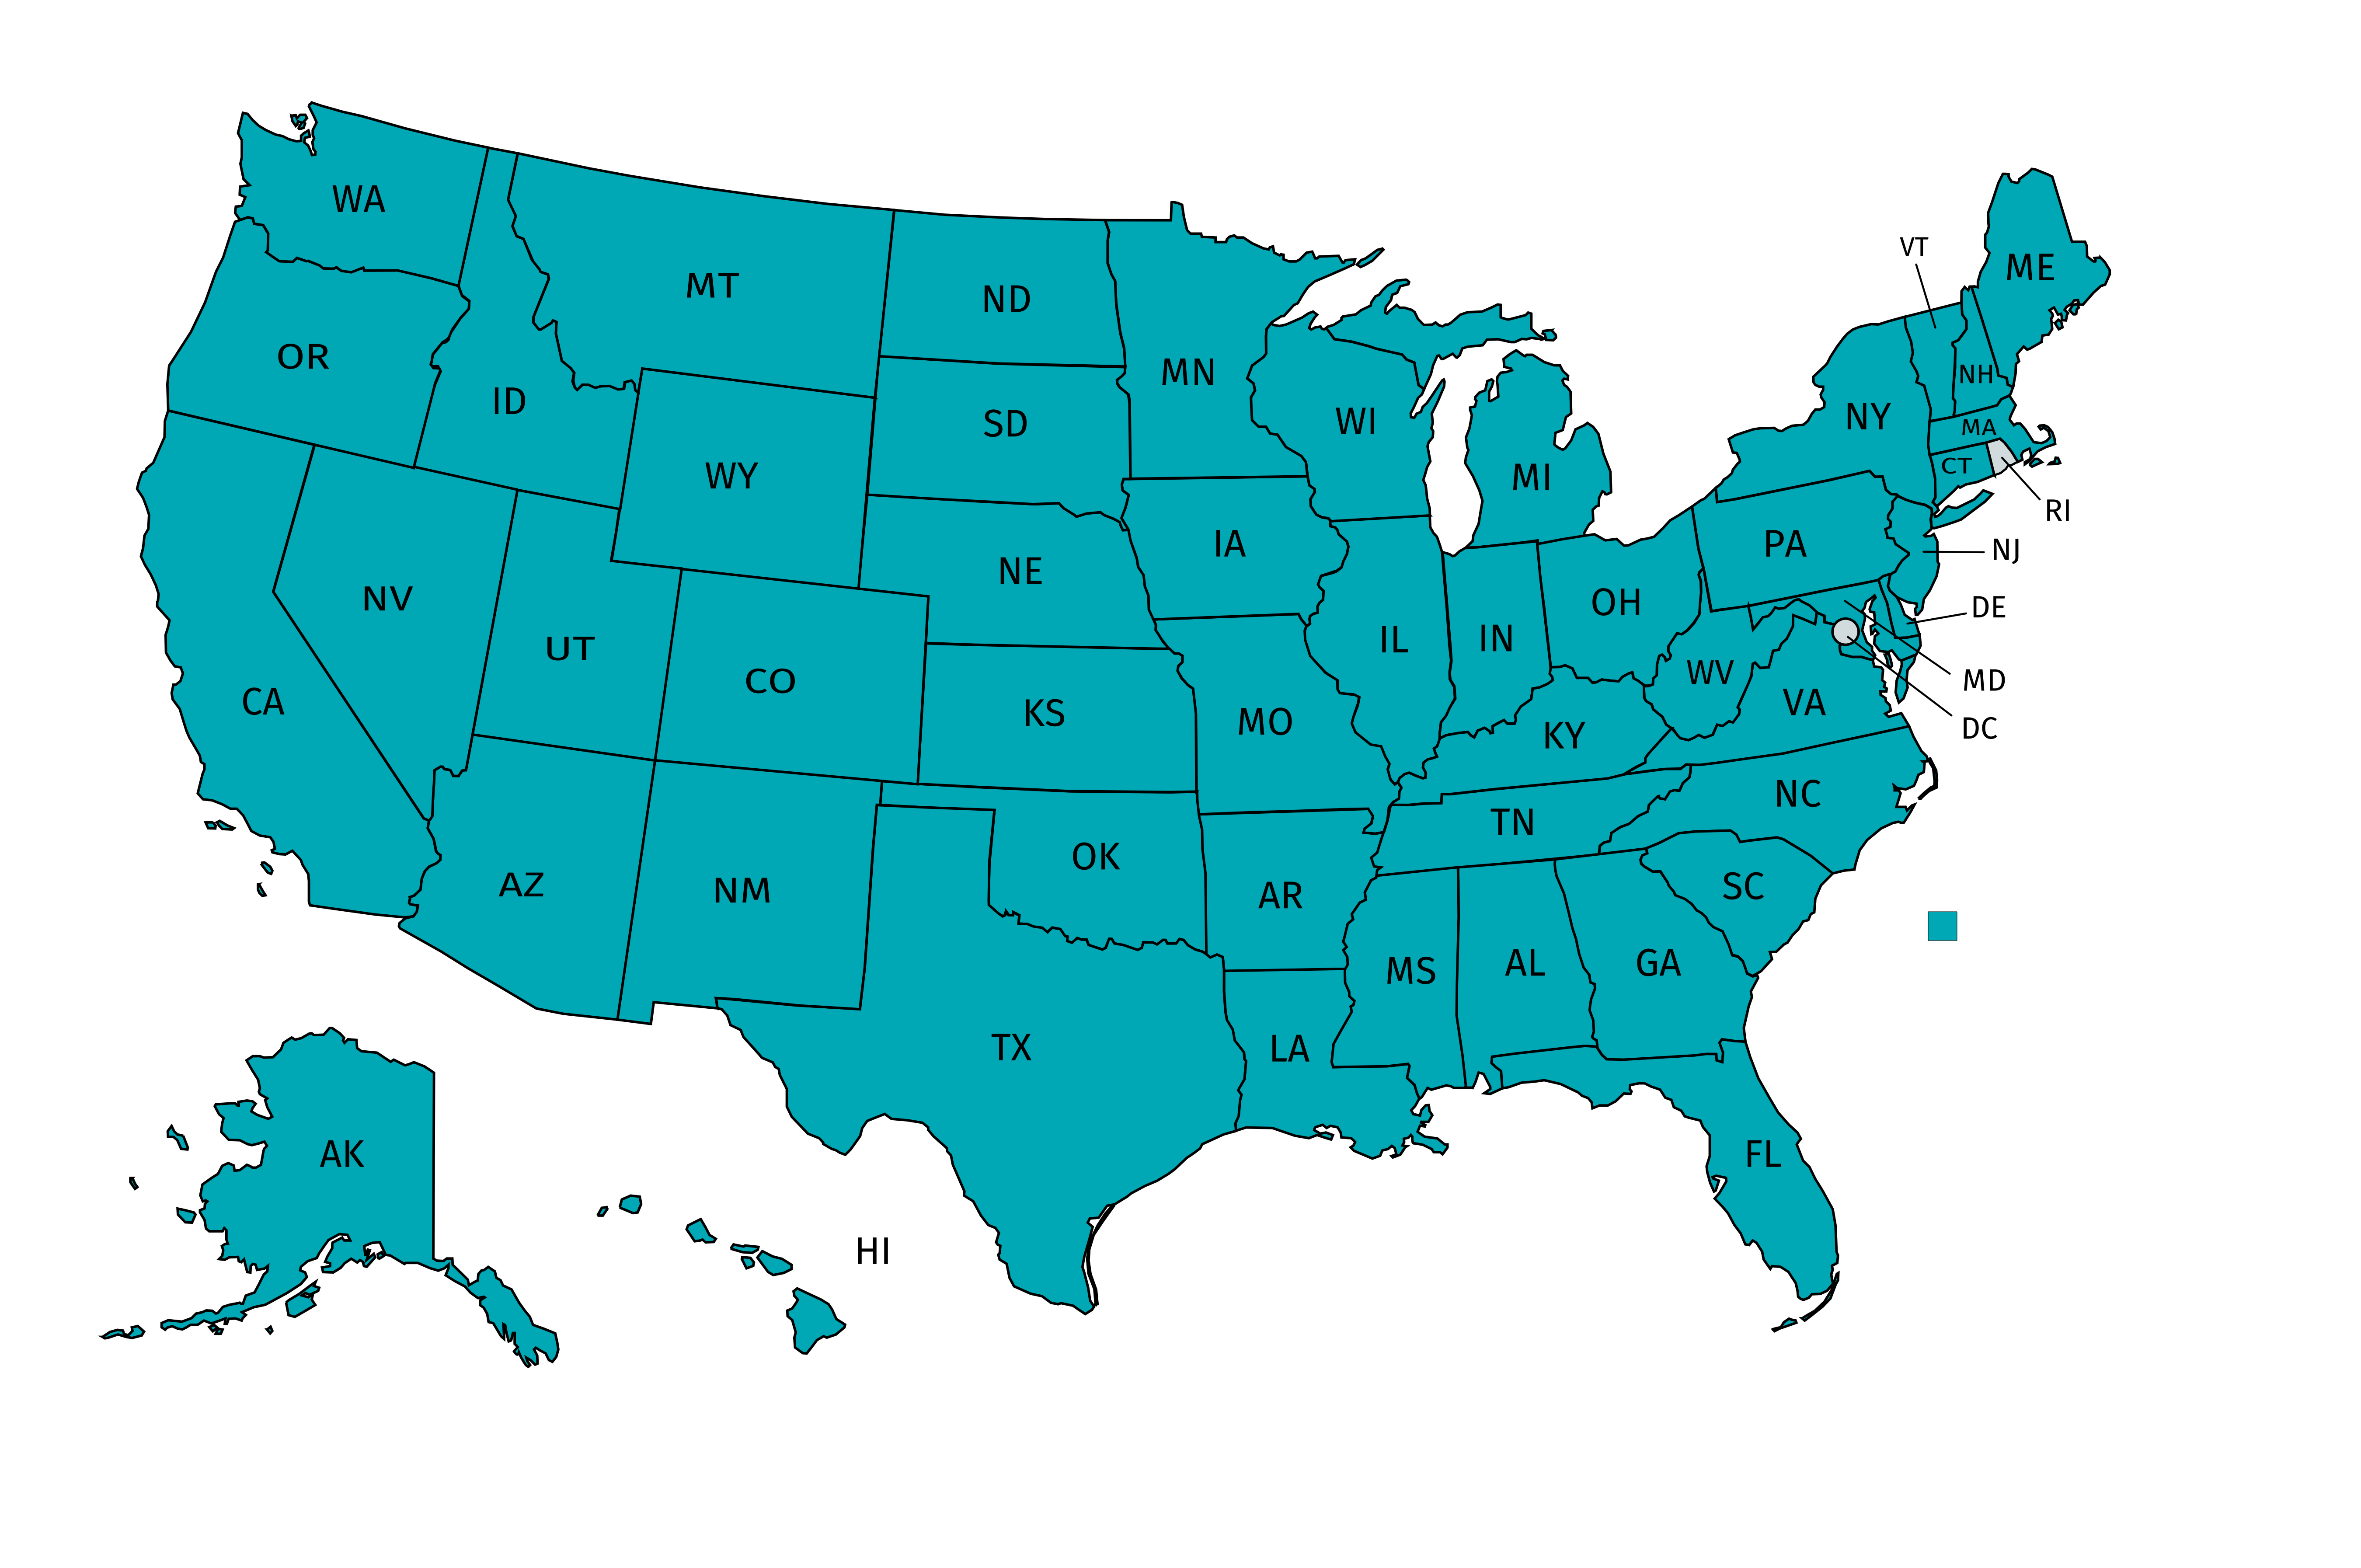 WA
MT
ND
MN
ME
VT
OR
ID
SD
WI
NH
NY
MA
CT
MI
WY
RI
IA
PA
NJ
NE
NV
OH
DE
UT
IL
IN
WV
CO
MD
CA
KS
MO
VA
DC
KY
NC
TN
OK
AZ
NM
AR
SC
MS
AL
GA
TX
LA
AK
FL
HI